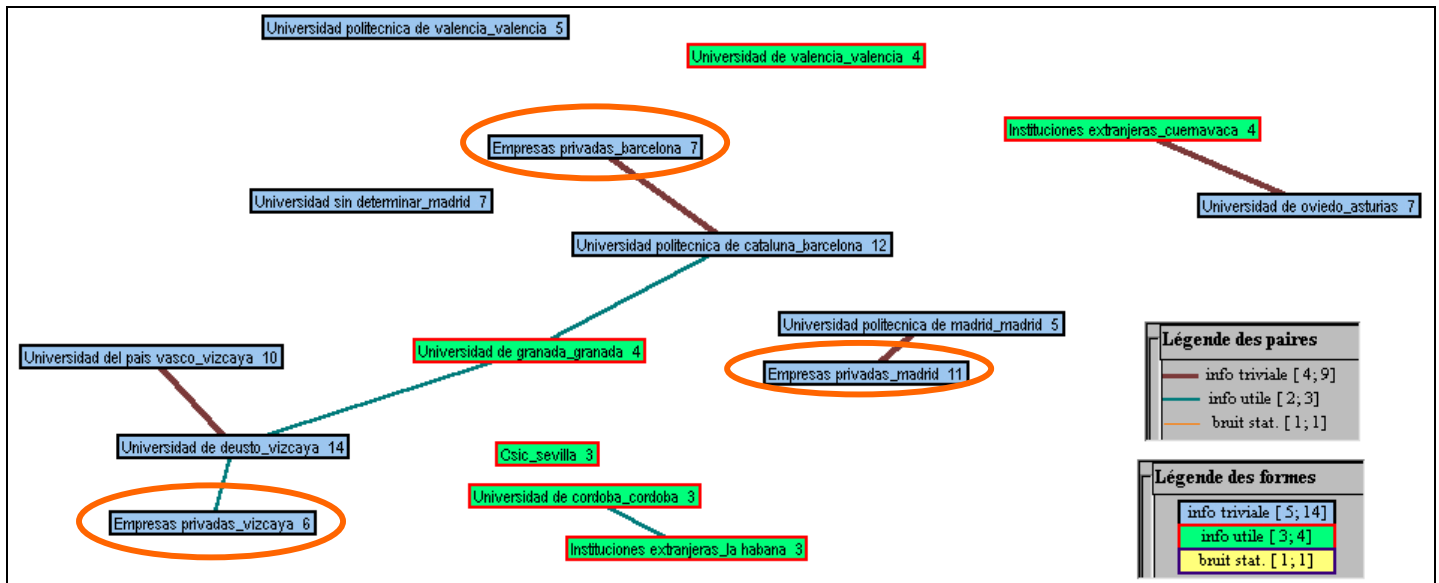 Universidad politecnica de valencia_valencia 5
Universidad de valencia_valencia 4
Instituciones extranjeras_cuernavaca 4
Empresas privadas_barcelona 7
Universidad sin determinar_madrid 7
Universidad de oviedo_asturias 7
Universidad politecnica de cataluna_barcelona 12
Universidad politecnica de madrid_madrid 5
Universidad del pais vasco_vizcaya 10
Universidad de granada_granada 4
Empresas privadas_madrid 11
Universidad de deusto_vizcaya 14
Csic_sevilla 3
Universidad de cordoba_cordoba 3
Empresas privadas_vizcaya 6
Instituciones extranjeras_la habana 3
Légende des paires
info triviale [ 4; 9]
info utile [ 2; 3]
bruit stat. [ 1; 1]
Légende des formes
info triviale [ 5; 14]
info utile [ 3; 4]
bruit stat. [ 1; 1]